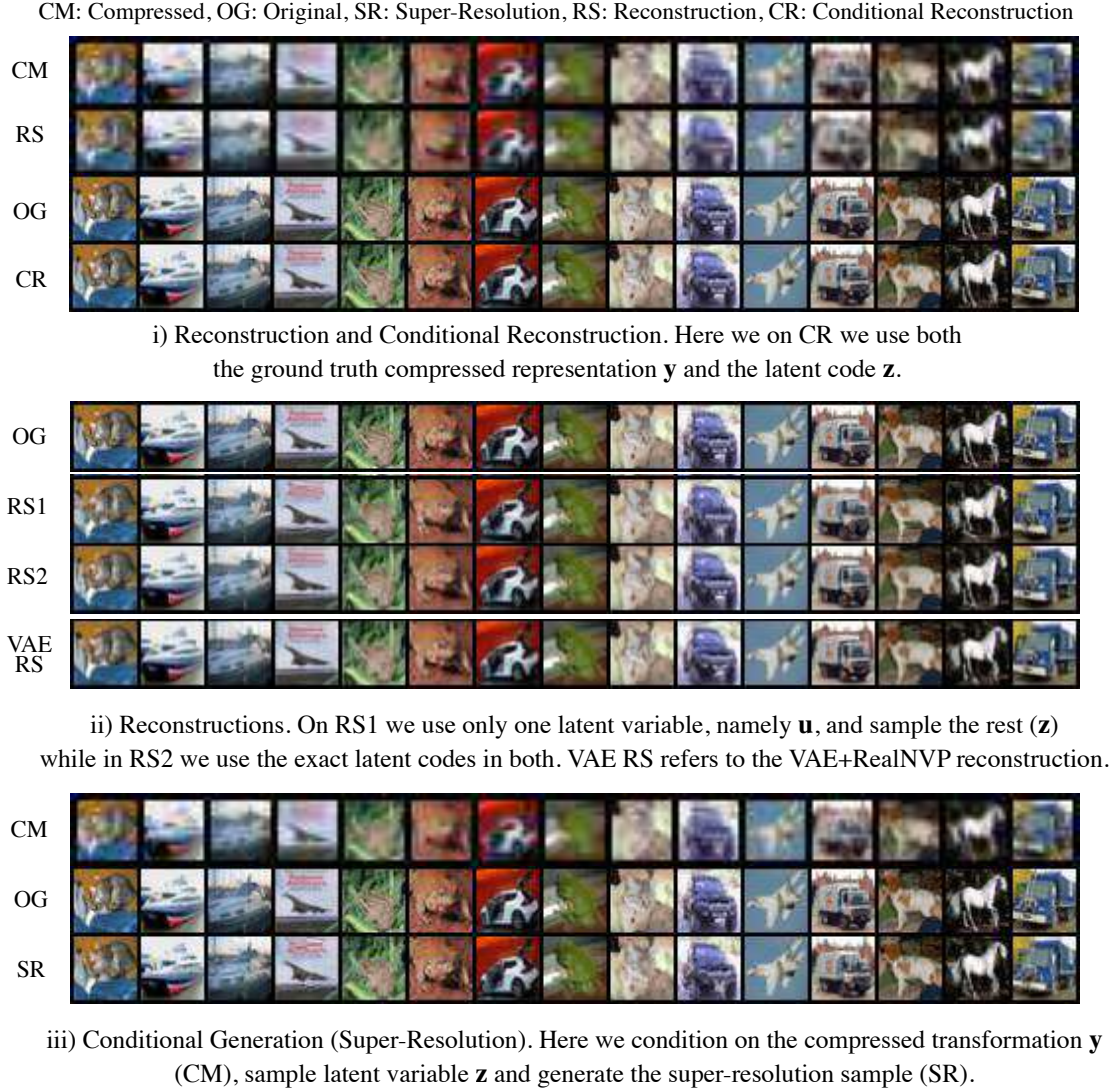 CM: Compressed, OG: Original, SR: Super-Resolution, RS: Reconstruction, CR: Conditional Reconstruction
CM
RS
OG
CR
i) Reconstruction and Conditional Reconstruction. Here we on CR we use both
the ground truth compressed representation y and the latent code z.
OG
RS1
RS2
VAE
RS
ii) Reconstructions. On RS1 we use only one latent variable, namely u, and sample the rest (z)
while in RS2 we use the exact latent codes in both. VAE RS refers to the VAE+RealNVP reconstruction.
CM
OG
SR
iii) Conditional Generation (Super-Resolution). Here we condition on the compressed transformation y
(CM), sample latent variable z and generate the super-resolution sample (SR).